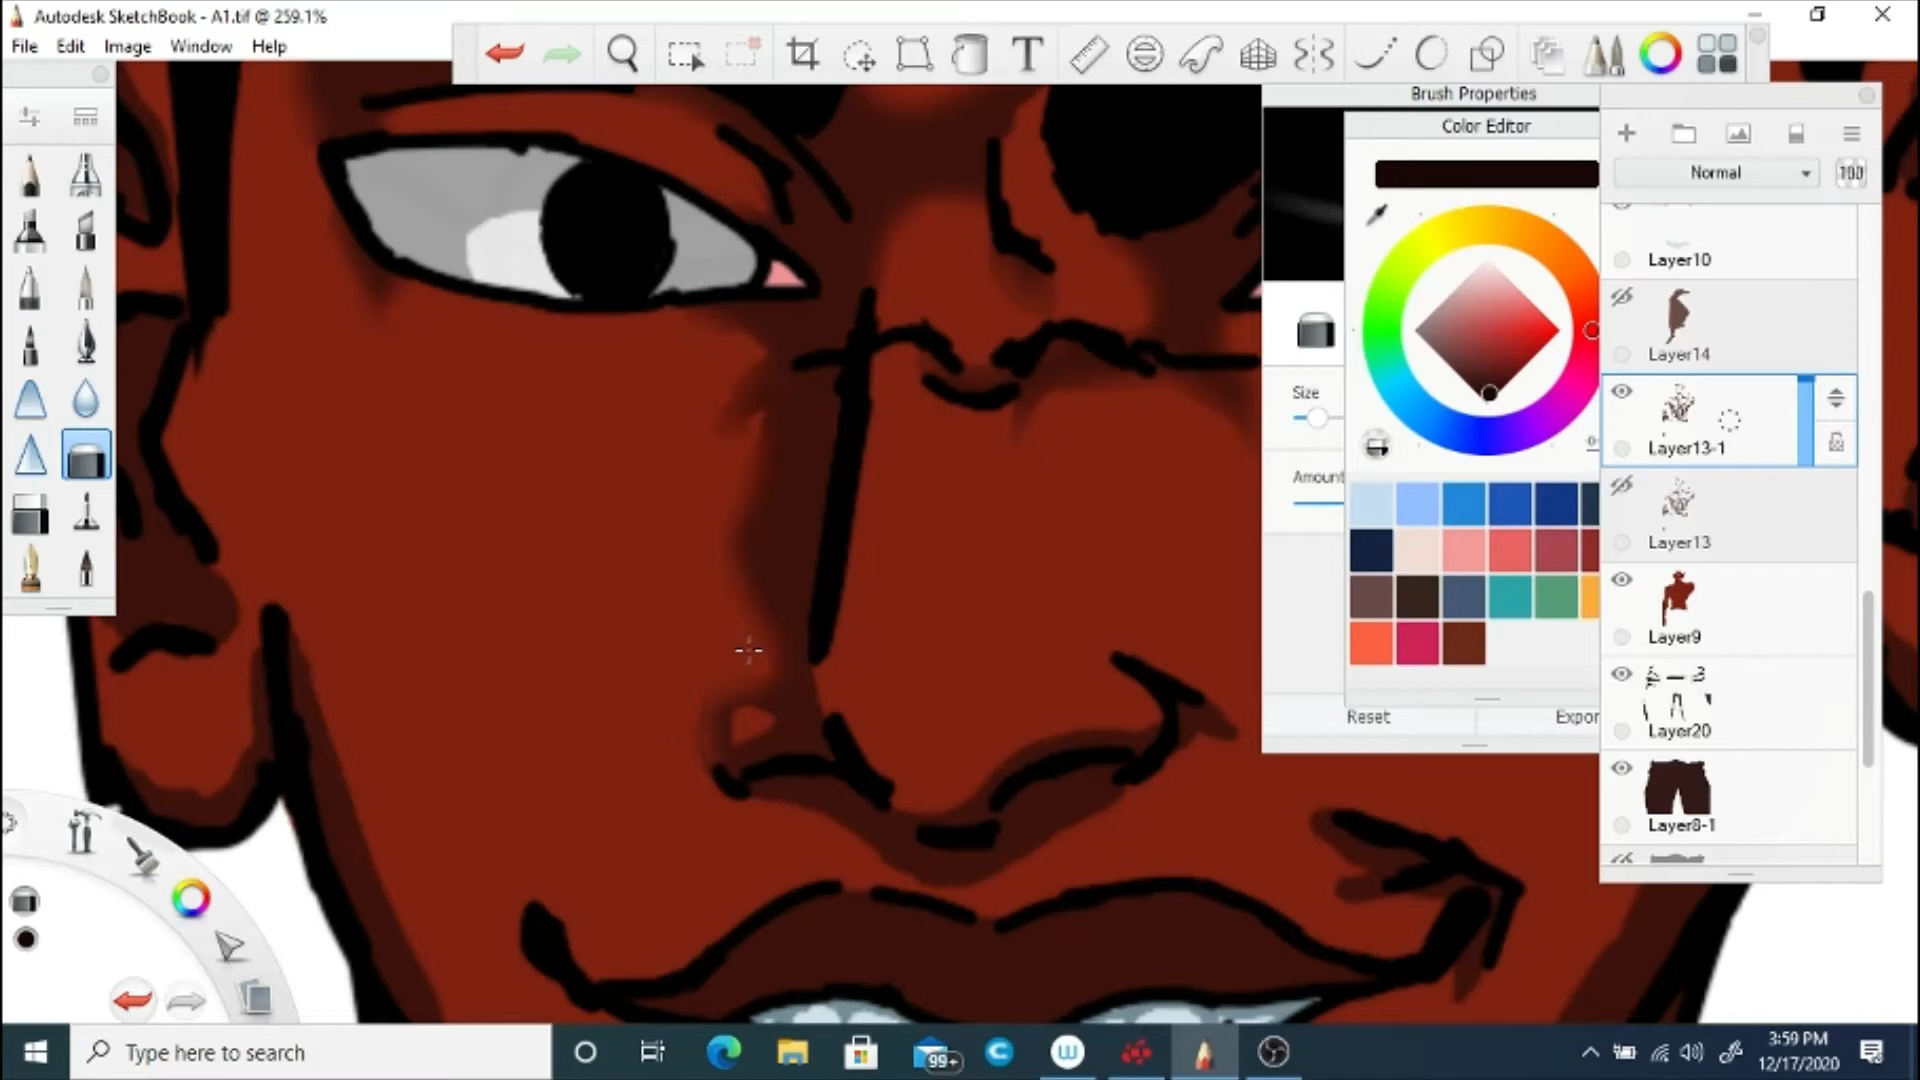 Autodesk SketchBook - A1.tif @ 259.1%
File Edit Image Window Help
T
Brush Properties
Color Editor
Normal 100
Layer10
Layer14
Size
Layer13-1
Amount
Layer13
Layer9
Reset Expor
Layer20
Layer8-1
Type here to search
99+
3:59 PM
12/17/2020